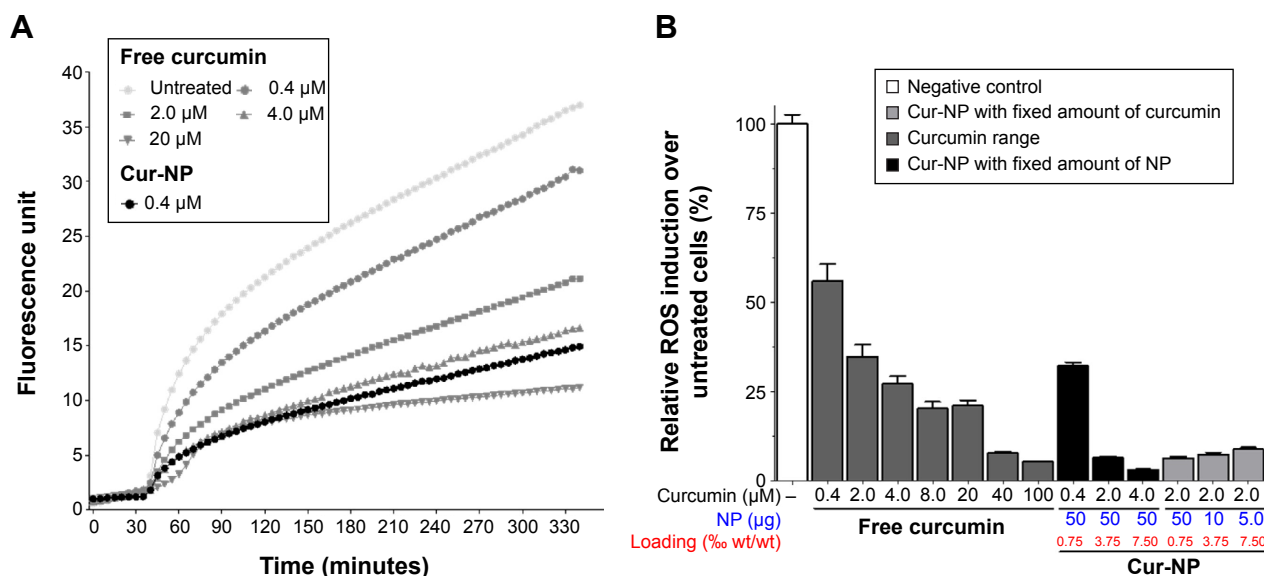 A
Free curcumin
Untreated 0.4 µM
2.0 µM 4.0 µM
20 µM
Cur-NP
0.4 µM
Fluorescence unit
40
35
30
25
20
15
10
5
0
0 30 60 90 120 150 180 210 240 270 300 330
Time (minutes)
B
Negative control
Cur-NP with fixed amount of curcumin
Curcumin range
Cur-NP with fixed amount of NP
Relative ROS induction over
untreated cells (%)
100
75
50
25
0
Curcumin (µM) – 0.4 2.0 4.0 8.0 20 40 100 0.4 2.0 4.0 2.0 2.0 2.0
NP (µg) 50 50 50 50 10 5.0
Loading (‰ wt/wt) 0.75 3.75 7.50 0.75 3.75 7.50
Free curcumin
Cur-NP